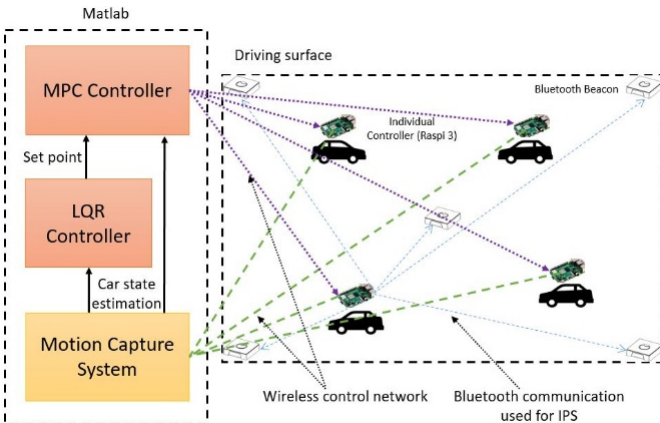 Matlab
MPC Controller
Set point
LQR
Controller
Car state
estimation
Motion Capture
System
Driving surface
Bluetooth Beacon
Individual
Controller (Raspi 3)
Wireless control network
Bluetooth communication
used for IPS